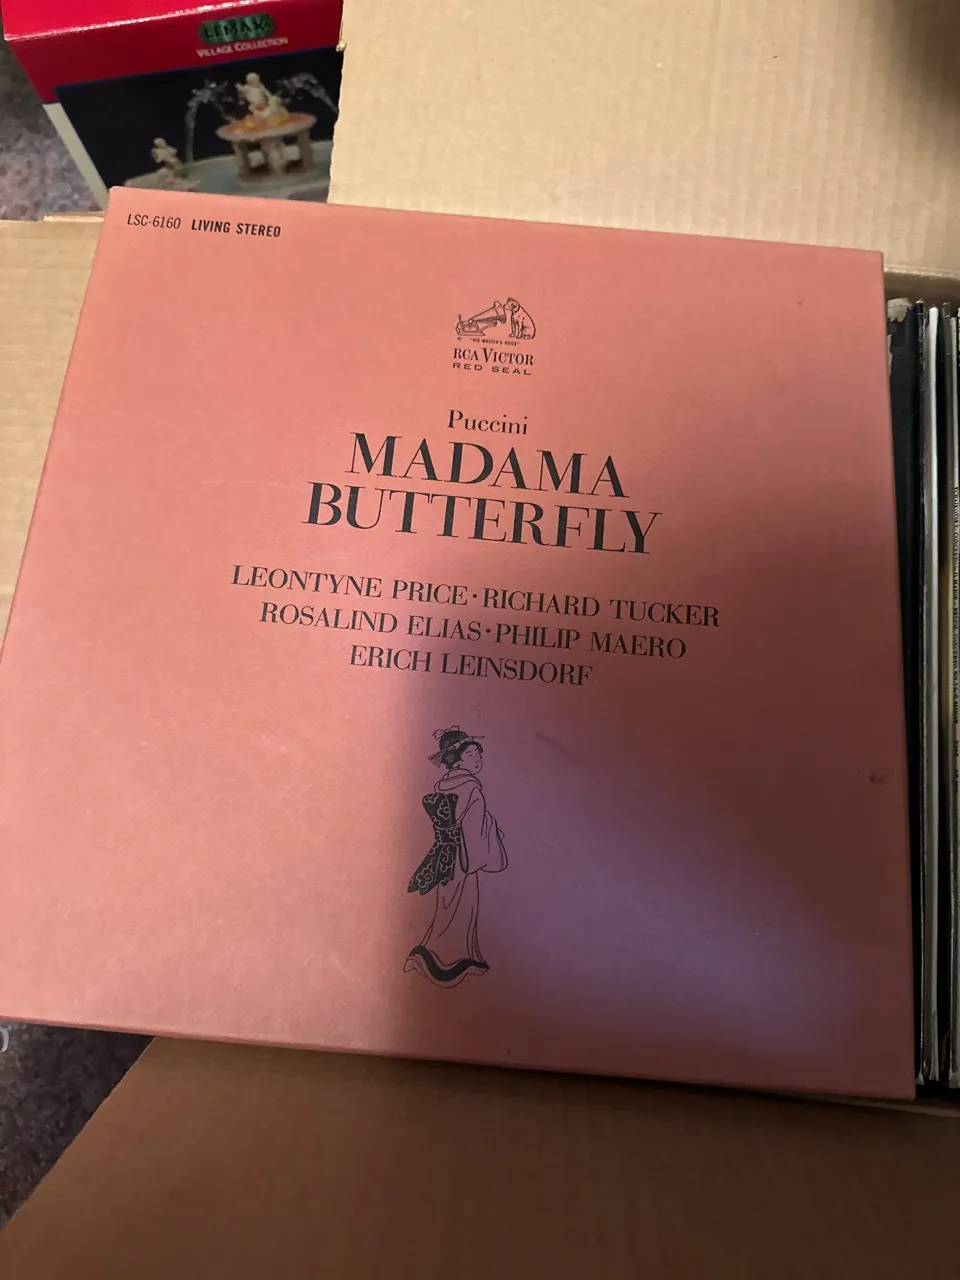 LEMAX
VILLAGE COLLECTION
LSC-6160 LIVING STEREO
"HIS MASTER'S VOICE"
RCA VICTOR
RED SEAL
Puccini
MADAMA
BUTTERFLY
LEONTYNE PRICE·RICHARD TUCKER
ROSALIND ELIAS·PHILIP MAERO
ERICH LEINSDORF